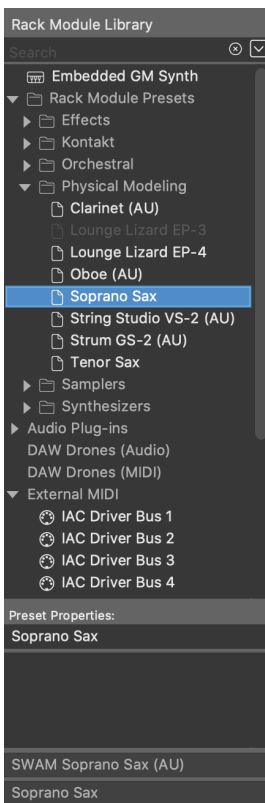 Rack Module Library
Search
Embedded GM Synth
Rack Module Presets
Effects
Kontakt
Orchestral
Physical Modeling
Clarinet (AU)
Lounge Lizard EP-3
Lounge Lizard EP-4
Oboe (AU)
Soprano Sax
String Studio VS-2 (AU)
Strum GS-2 (AU)
Tenor Sax
Samplers
Synthesizers
Audio Plug-ins
DAW Drones (Audio)
DAW Drones (MIDI)
External MIDI
IAC Driver Bus 1
IAC Driver Bus 2
IAC Driver Bus 3
IAC Driver Bus 4
Preset Properties:
Soprano Sax
SWAM Soprano Sax (AU)
Soprano Sax